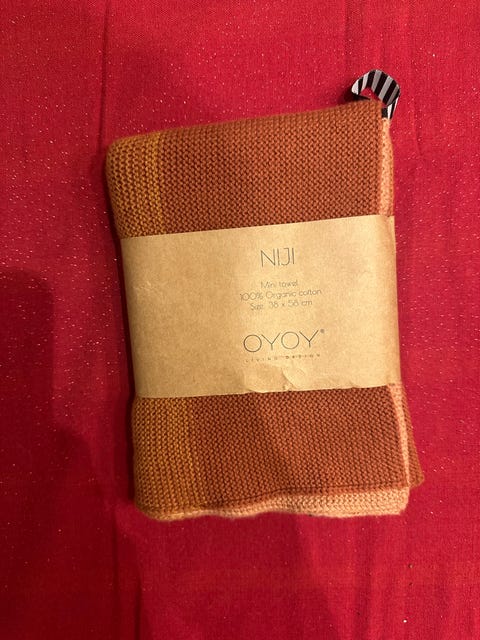 NIJI
Mini towel
100% Organic cotton
Size: 38 x 58 cm
OYOY®
LIVING DESIGN